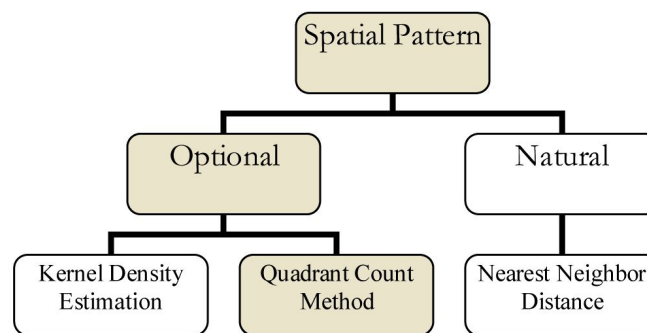 Spatial Pattern
Optional
Natural
Kernel Density
Estimation
Quadrant Count
Method
Nearest Neighbor
Distance